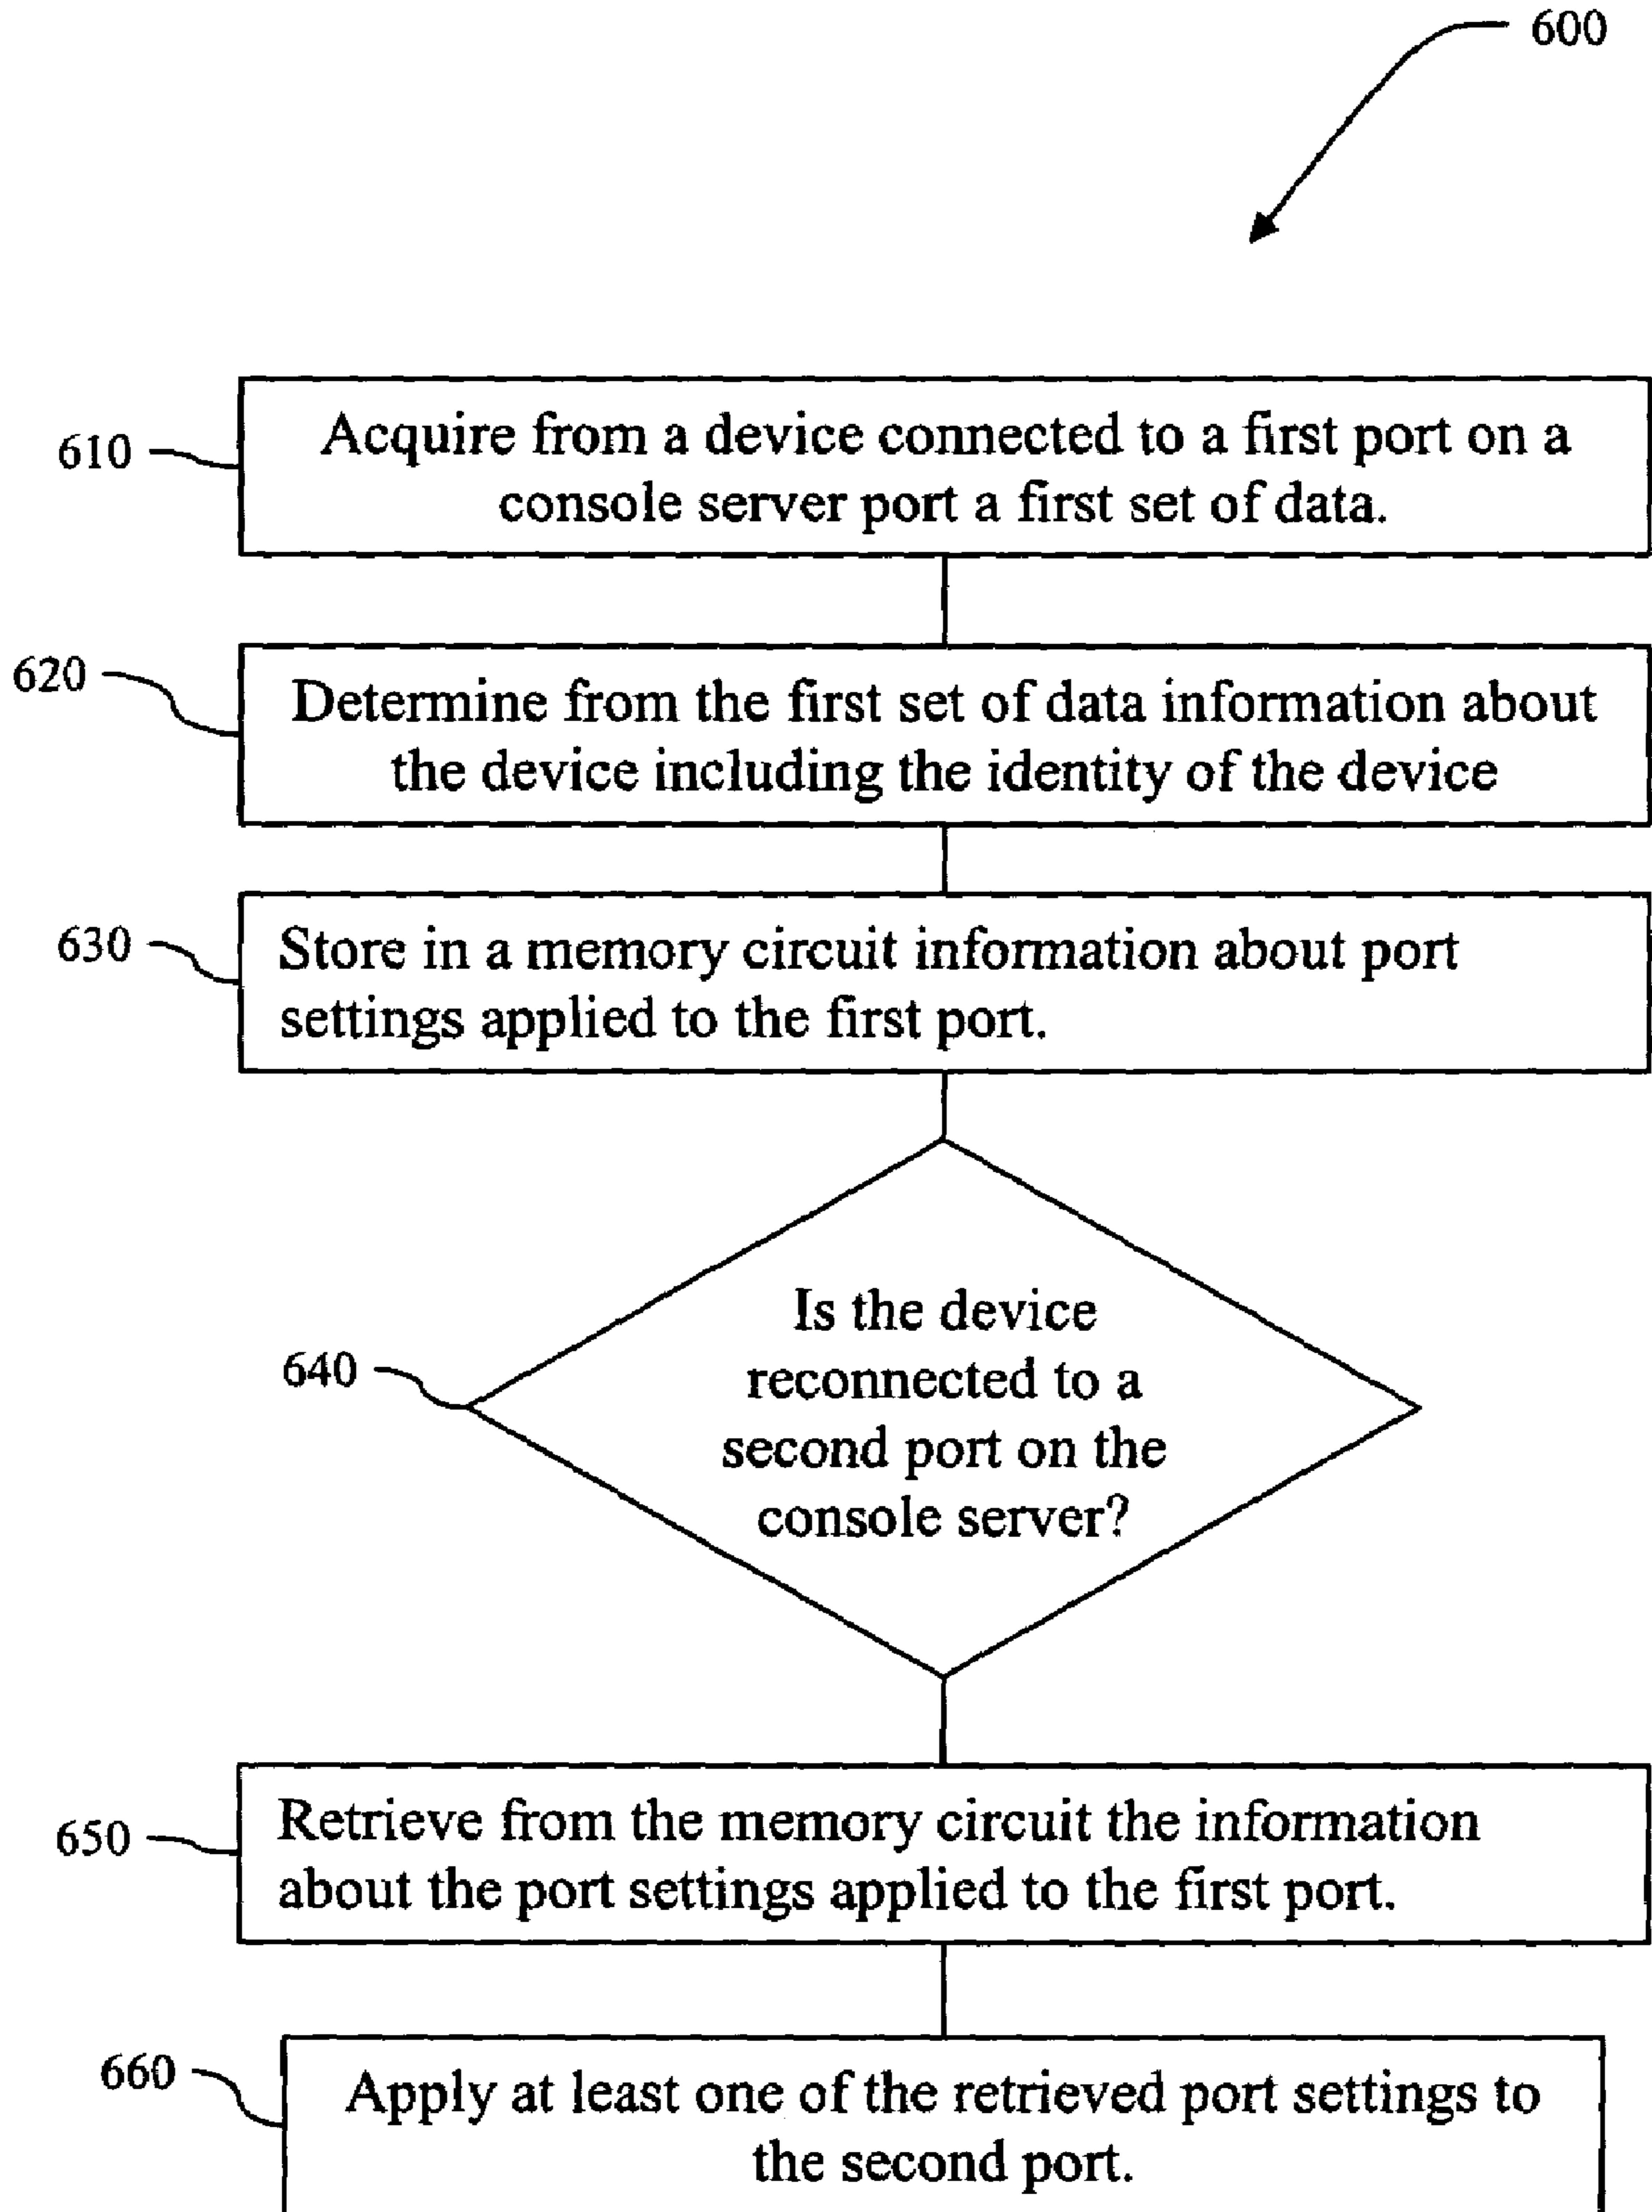 600
610
Acquire from a device connected to a first port on a
console server port a first set of data.
620
Determine from the first set of data information about
the device including the identity of the device
630
Store in a memory circuit information about port
settings applied to the first port.
640
Is the device
reconnected to a
second port on the
console server?
650
Retrieve from the memory circuit the information
about the port settings applied to the first port.
660
Apply at least one of the retrieved port settings to
the second port.